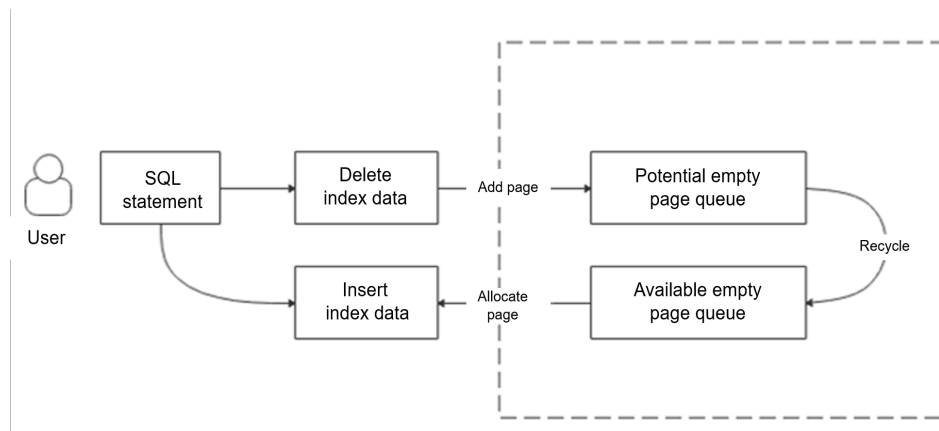 SQL
statement
Delete
index data
Add page
Potential empty
page queue
User
Recycle
Insert
index data
Allocate
page
Available empty
page queue